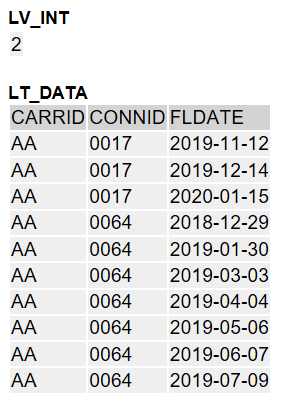 LV_INT
2
LT_DATA
CARRID CONNID FLDATE
AA 0017 2019-11-12
AA 0017 2019-12-14
AA 0017 2020-01-15
AA 0064 2018-12-29
AA 0064 2019-01-30
AA 0064 2019-03-03
AA 0064 2019-04-04
AA 0064 2019-05-06
AA 0064 2019-06-07
AA 0064 2019-07-09